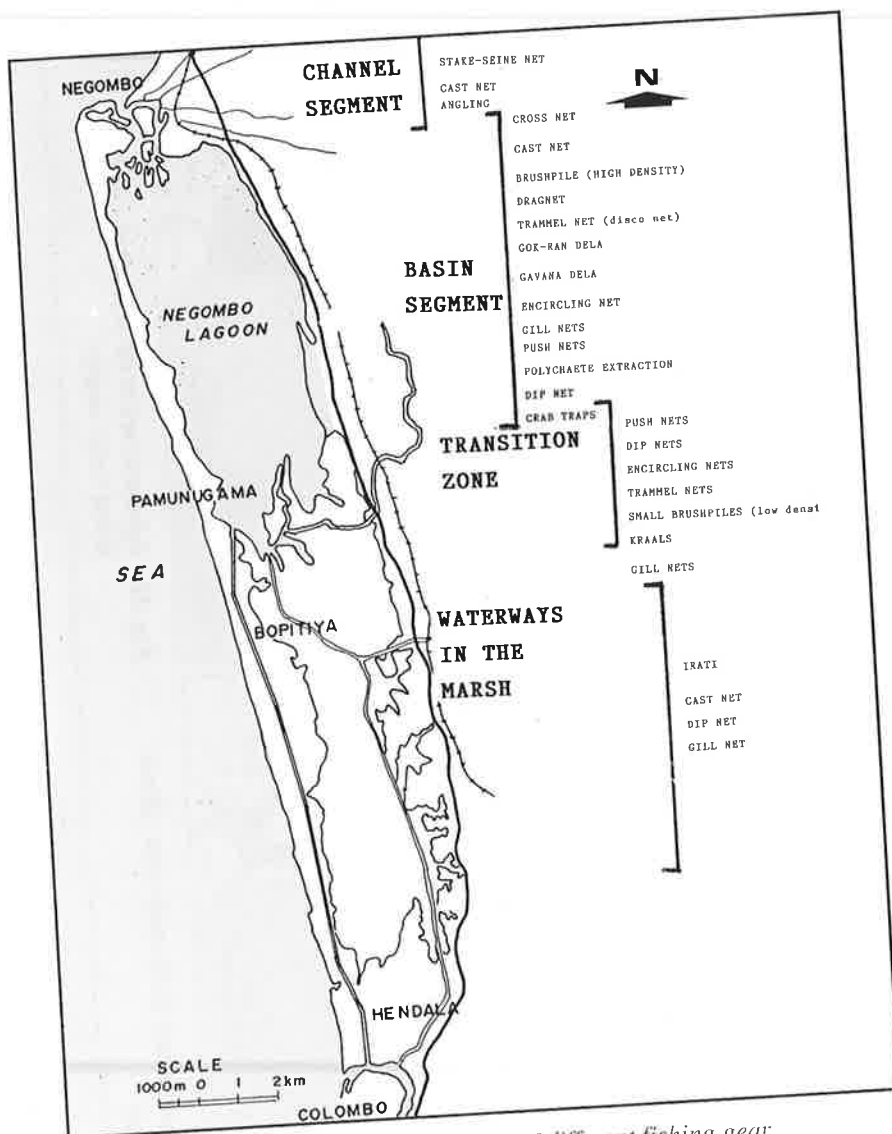 NEGOMBO
CHANNEL
SEGMENT
STAKE-SEINE NET
CAST NET
ANGLING
N
CROSS NET
CAST NET
BRUSHPILE (HIGH DENSITY)
DRAGNET
TRAMMEL NET (disco net)
GOK-RAN DELA
GAVANA DELA
ENCIRCLING NET
GILL NETS
PUSH NETS
POLYCHAETE EXTRACTION
DIP NET
CRAB TRAPS
BASIN
SEGMENT
NEGOMBO
LAGOON
TRANSITION
ZONE
PUSH NETS
DIP NETS
ENCIRCLING NETS
TRAMMEL NETS
SMALL BRUSHPILES (low densi
KRAALS
GILL NETS
PAMUNUGAMA
SEA
BOPITIYA
WATERWAYS
IN THE
MARSH
IRATI
CAST NET
DIP NET
GILL NET
HENDALA
SCALE
1000m 0 1 2km
COLOMBO
fishing gear